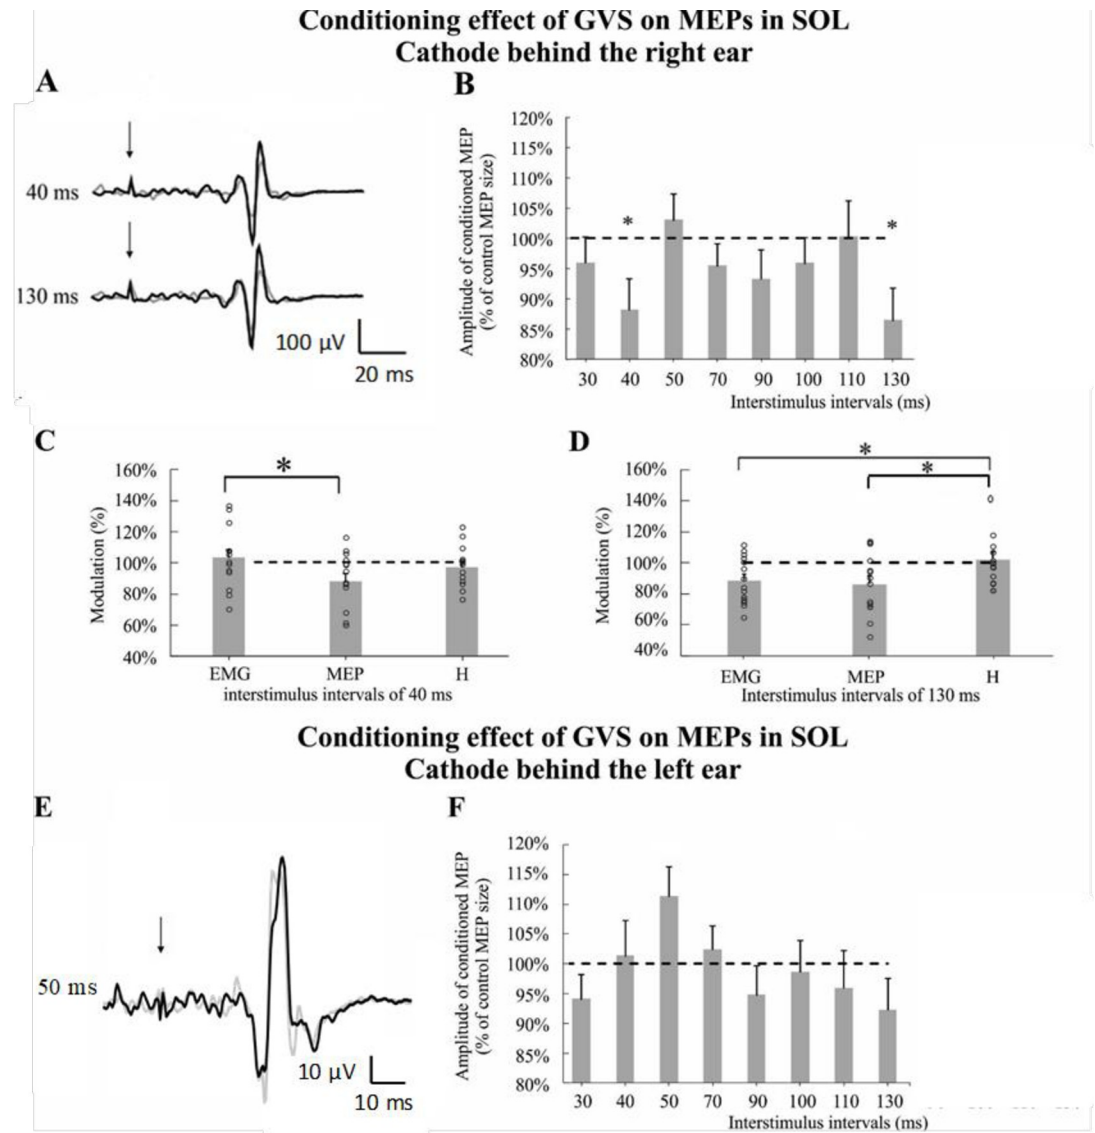 Conditioning effect of GVS on MEPs in SOL
Cathode behind the right ear
A
40 ms
130 ms
100 µV
20 ms
B
Amplitude of conditioned MEP
(% of control MEP size)
120%
115%
110%
105%
100%
95%
90%
85%
80%
* *
30 40 50 70 90 100 110 130
Interstimulus intervals (ms)
C
Modulation (%)
160%
140%
120%
100%
80%
60%
40%
*
EMG MEP H
interstimulus intervals of 40 ms
D
Modulation (%)
160%
140%
120%
100%
80%
60%
40%
*
*
EMG MEP H
Interstimulus intervals of 130 ms
Conditioning effect of GVS on MEPs in SOL
Cathode behind the left ear
E
50 ms
10 µV
10 ms
F
Amplitude of conditioned MEP
(% of control MEP size)
120%
115%
110%
105%
100%
95%
90%
85%
80%
30 40 50 70 90 100 110 130
Interstimulus intervals (ms)